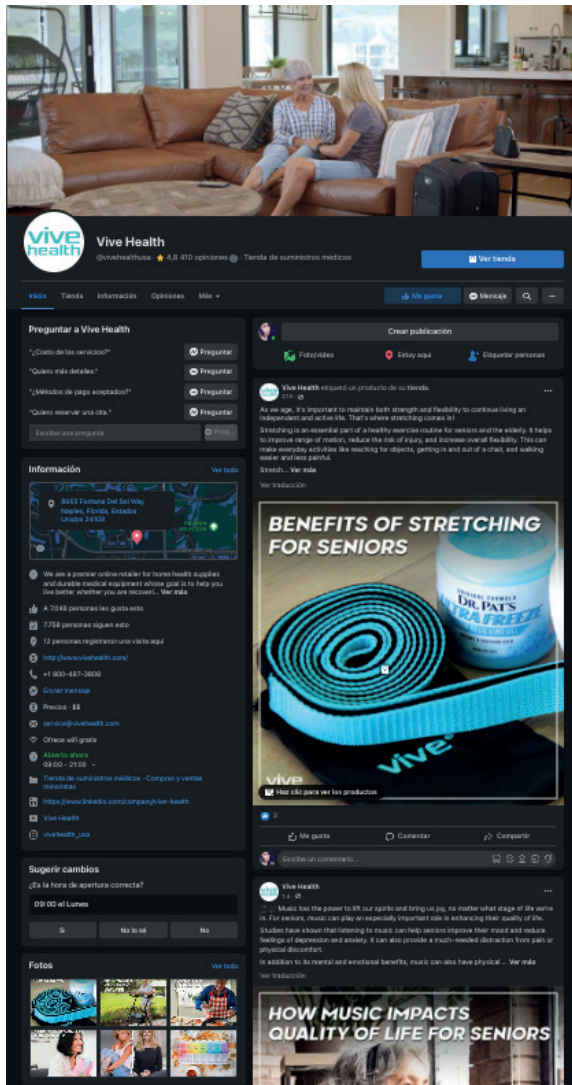 vive
health
Vive Health
@vivehealthusa · 4,8 410 opiniones · Tienda de suministros médicos
Ver tienda
Inicio Tienda Información Opiniones Más
Me gusta Mensaje
Preguntar a Vive Health
"¿Costo de los servicios?" Preguntar
"Quiero más detalles." Preguntar
"¿Métodos de pago aceptados?" Preguntar
"Quiero reservar una cita." Preguntar
Escribe una pregunta Preg...
Información Ver todo
8955 Fontana Del Sol Way
Naples, Florida, Estados
Unidos 34109
We are a premier online retailer for home health supplies
and durable medical equipment whose goal is to help you
live better whether you are recoveri... Ver más
A 7.046 personas les gusta esto
7.758 personas siguen esto
12 personas registraron una visita aquí
http://www.vivehealth.com/
+1 800-487-3808
Enviar mensaje
Precios · $$
service@vivehealth.com
Ofrece wifi gratis
Abierto ahora
09:00 - 21:00
Tienda de suministros médicos · Compras y ventas
minoristas
https://www.linkedin.com/company/vive-health
Vive Health
vivehealth_usa
Sugerir cambios
¿Es la hora de apertura correcta?
09:00 el Lunes
Sí No lo sé No
Fotos Ver todo
Crear publicación
Foto/video Estoy aquí Etiquetar personas
Vive Health etiquetó un producto de su tienda.
21 h
As we age, it's important to maintain both strength and flexibility to continue living an
independent and active life. That's where stretching comes in!
Stretching is an essential part of a healthy exercise routine for seniors and the elderly. It helps
to improve range of motion, reduce the risk of injury, and increase overall flexibility. This can
make everyday activities like reaching for objects, getting in and out of a chair, and walking
easier and less painful.
Stretch... Ver más
Ver traducción
BENEFITS OF STRETCHING
FOR SENIORS
ORIGINAL FORMULA
DR. PAT'S
ULTRA FREEZE
vive
vive
Haz clic para ver los productos
3
Me gusta Comentar Compartir
Escribe un comentario...
Vive Health
1 d
Music has the power to lift our spirits and bring us joy, no matter what stage of life we're
in. For seniors, music can play an especially important role in enhancing their quality of life.
Studies have shown that listening to music can help seniors improve their mood and reduce
feelings of depression and anxiety. It can also provide a much-needed distraction from pain or
physical discomfort.
In addition to its mental and emotional benefits, music can also have physical ... Ver más
Ver traducción
HOW MUSIC IMPACTS
QUALITY OF LIFE FOR SENIORS